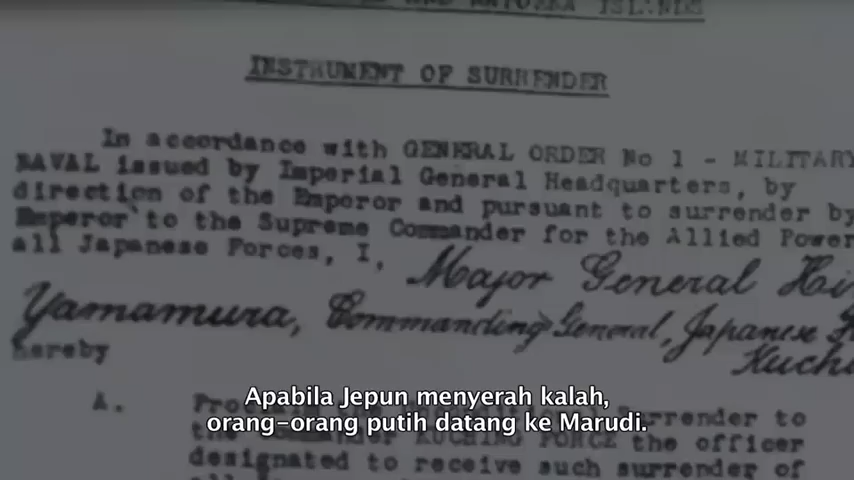 INSTRUMENT OF SURRENDER
In accordance with GENERAL ORDER No 1 - MILITARY
NAVAL issued by Imperial General Headquarters, by
direction of the Emperor and pursuant to surrender by
Emperor to the Supreme Commander for the Allied Power
all Japanese Forces, I, Major General
Yamamura, Commanding General, Japanese
hereby
A.
Surrender to
KUCHING FORCE the officer
designated to receive such surrender of
Apabila Jepun menyerah kalah,
orang-orang putih datang ke Marudi.